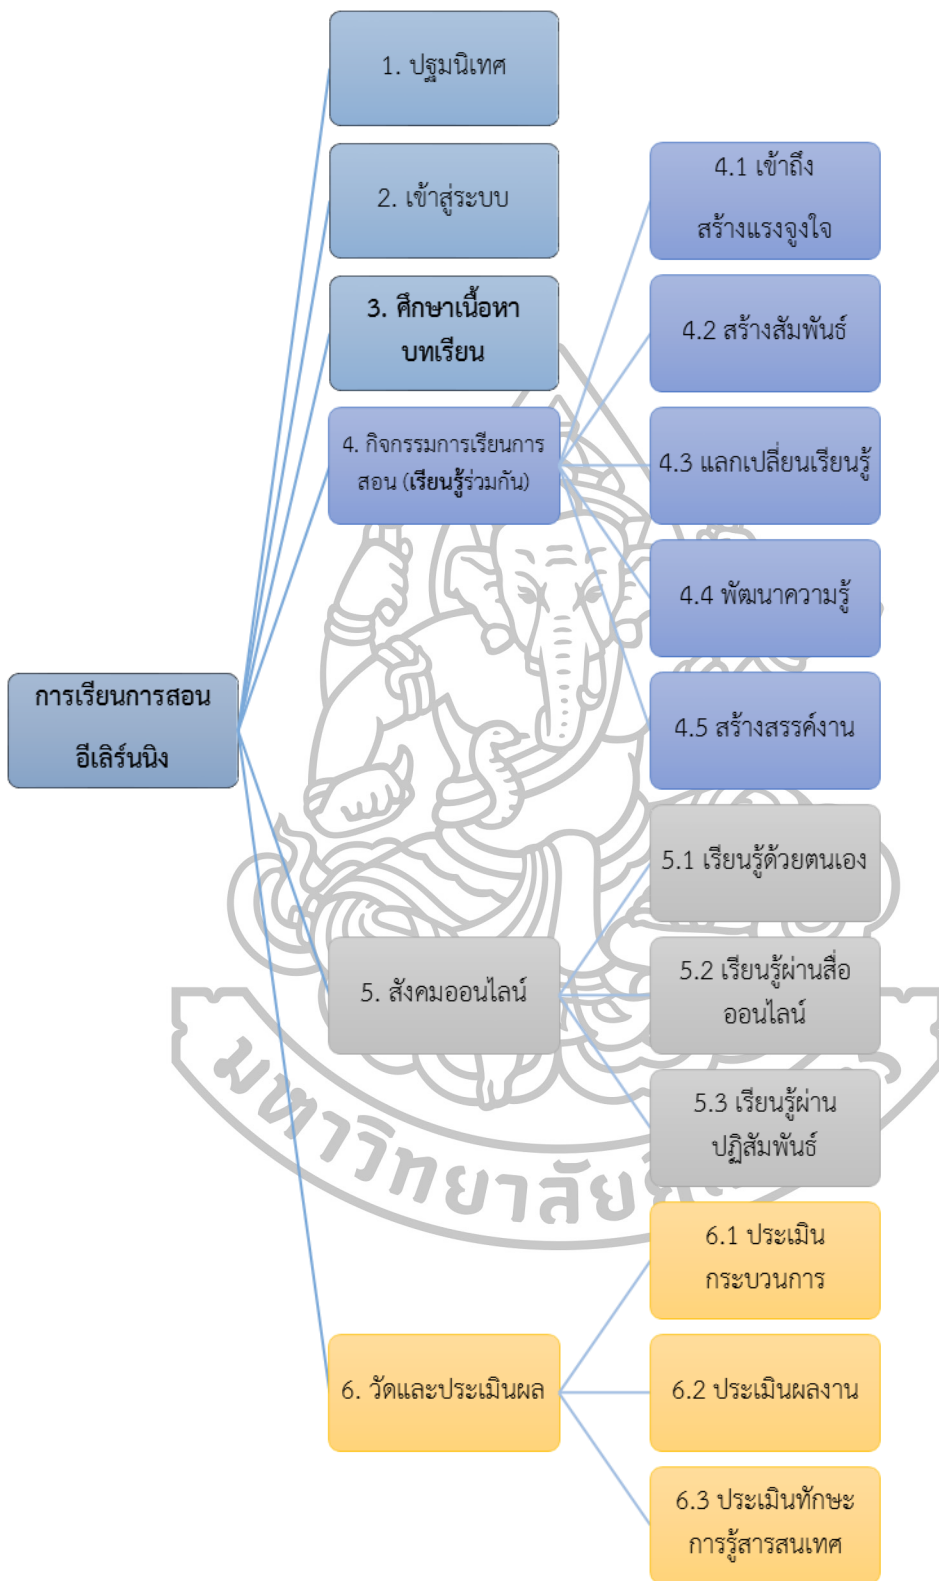 1. ปฐมนิเทศ
2. เข้าสู่ระบบ
3. ศึกษาเนื้อหา
บทเรียน
4. กิจกรรมการเรียนการ
สอน (เรียนรู้ร่วมกัน)
4.1 เข้าถึง
สร้างแรงจูงใจ
4.2 สร้างสัมพันธ์
4.3 แลกเปลี่ยนเรียนรู้
4.4 พัฒนาความรู้
4.5 สร้างสรรค์งาน
การเรียนการสอน
อีเลิร์นนิง
5. สังคมออนไลน์
5.1 เรียนรู้ด้วยตนเอง
5.2 เรียนรู้ผ่านสื่อ
ออนไลน์
5.3 เรียนรู้ผ่าน
ปฏิสัมพันธ์
6. วัดและประเมินผล
6.1 ประเมิน
กระบวนการ
6.2 ประเมินผลงาน
6.3 ประเมินทักษะ
การรู้สารสนเทศ
มหาวิทยาลัย